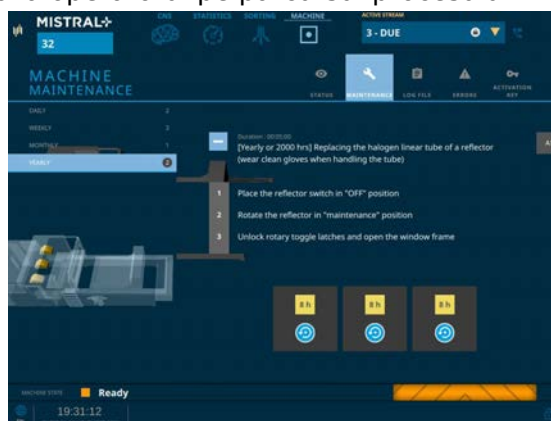 MISTRAL+
32
CNS
STATISTICS
SORTING
MACHINE
ACTIVE STREAM
3 - DUE
MACHINE
MAINTENANCE
STATUS
MAINTENANCE
LOG FILE
ERRORS
ACTIVATION
KEY
DAILY 2
WEEKLY 3
MONTHLY 1
YEARLY 2
Duration : 00:05:00
[Yearly or 2000 hrs] Replacing the halogen linear tube of a reflector
(wear clean gloves when handling the tube)
1 Place the reflector switch in "OFF" position
2 Rotate the reflector in "maintenance" position
3 Unlock rotary toggle latches and open the window frame
8 h
8 h
8 h
MACHINE STATE
Ready
19:31:12